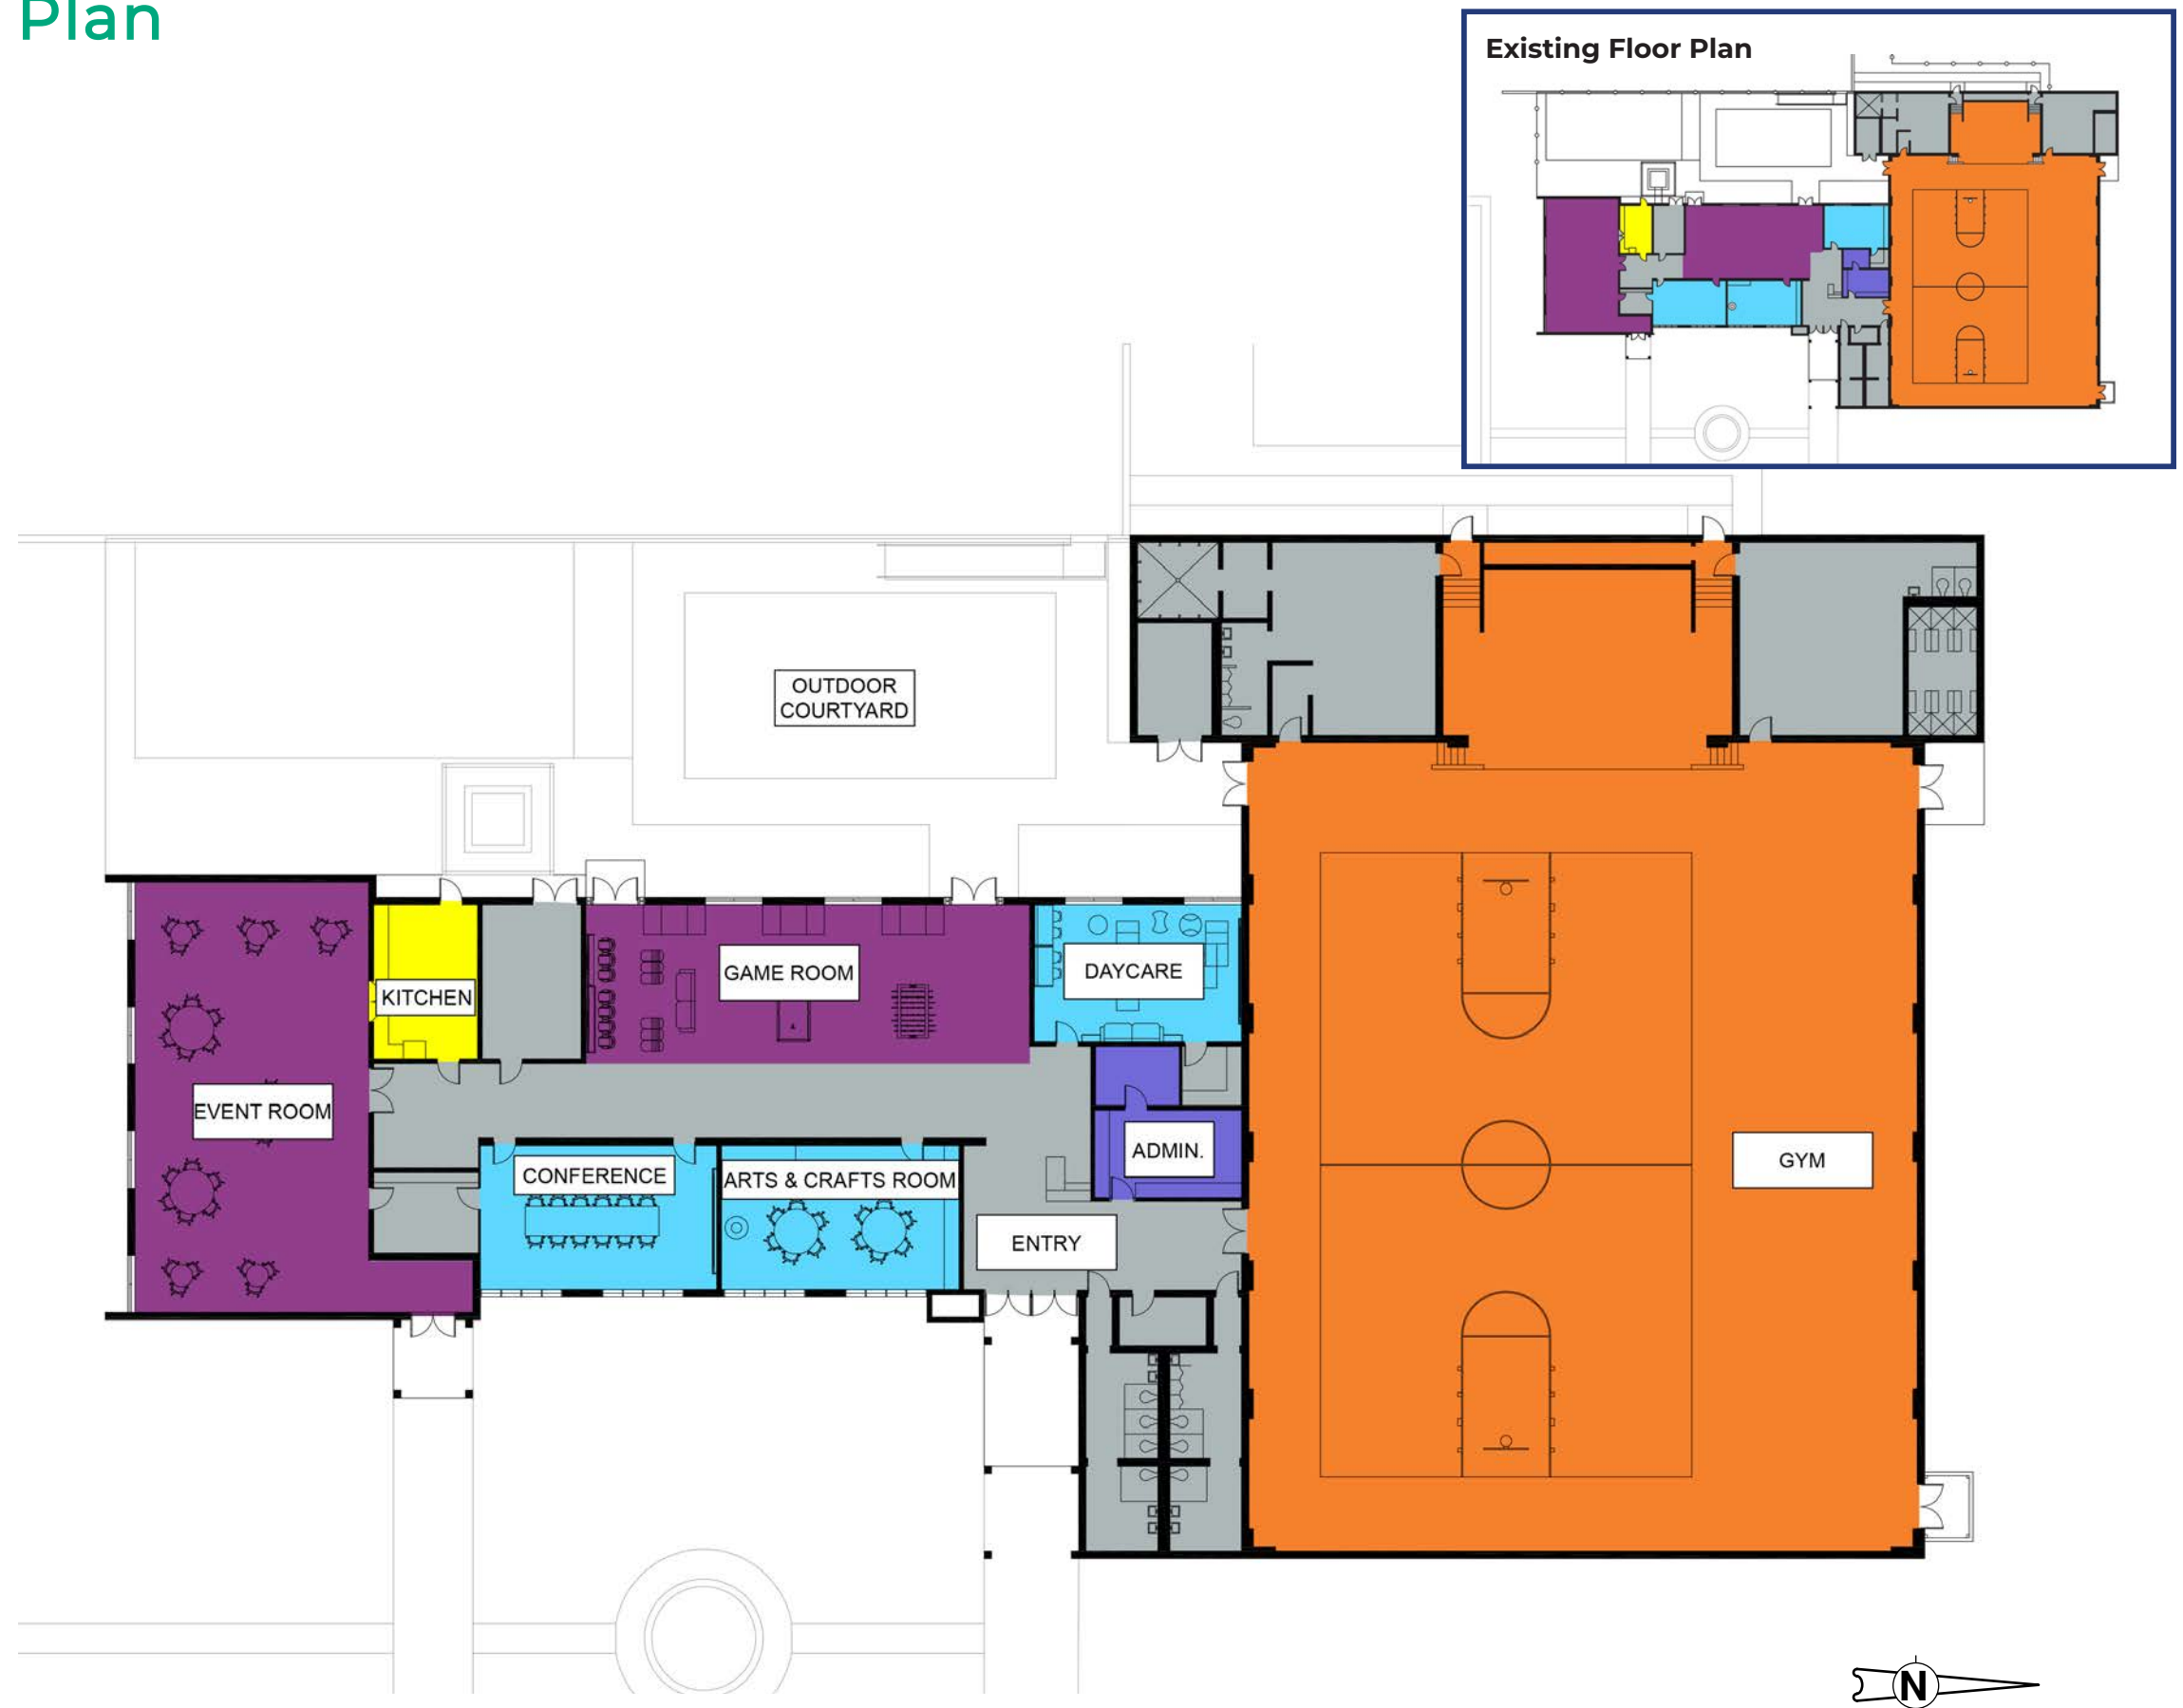 Plan
Existing Floor Plan
OUTDOOR
COURTYARD
GAME ROOM
DAYCARE
KITCHEN
EVENT ROOM
CONFERENCE
ARTS & CRAFTS ROOM
ADMIN.
GYM
ENTRY
N